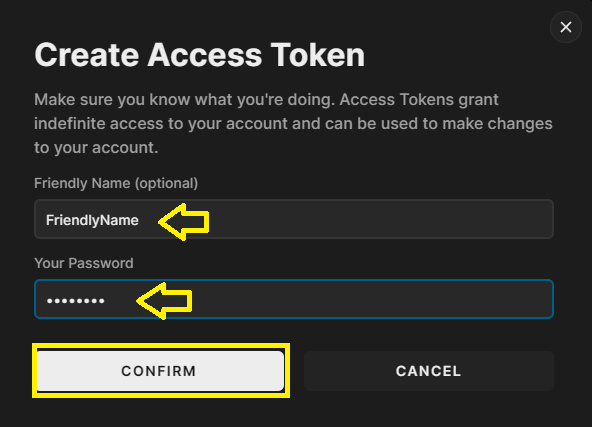 Create Access Token
Make sure you know what you're doing. Access Tokens grant
indefinite access to your account and can be used to make changes
to your account.
Friendly Name (optional)
FriendlyName
Your Password
••••••••
CONFIRM
CANCEL